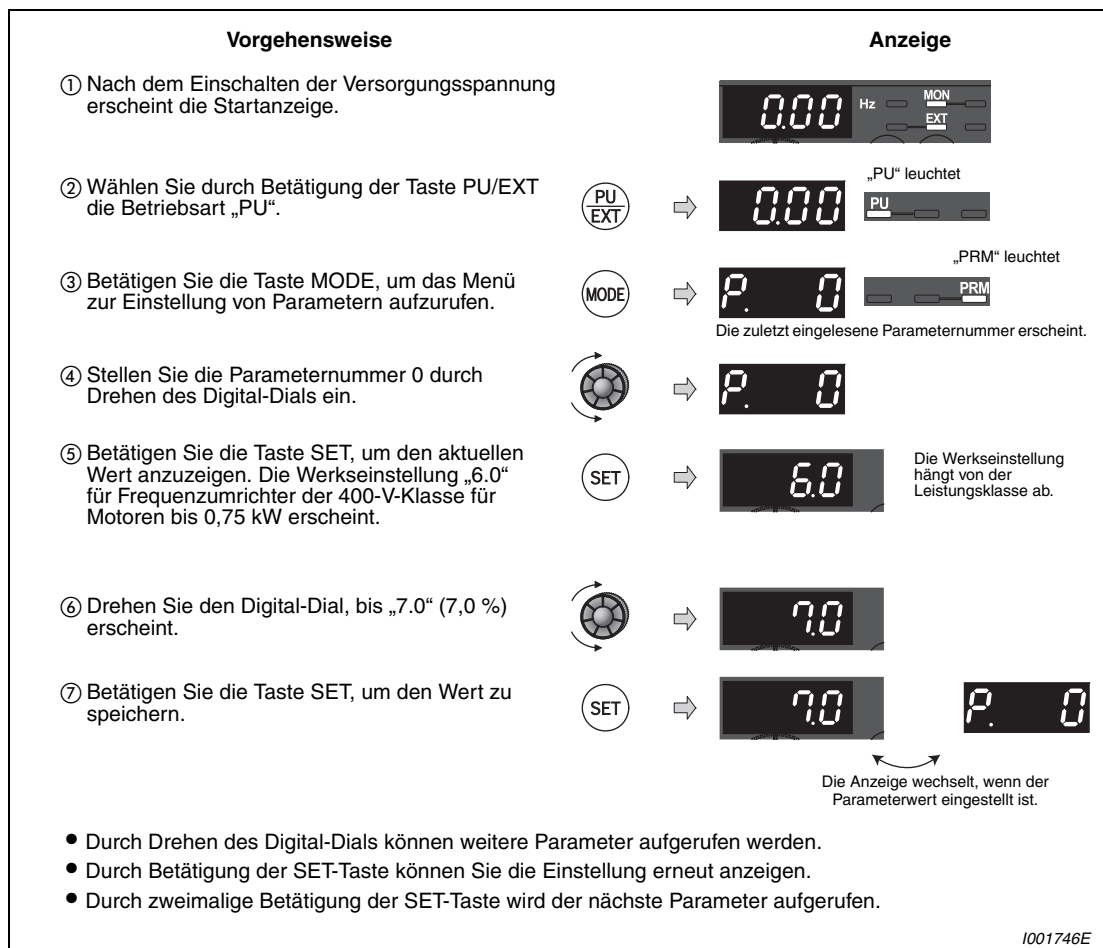 Vorgehensweise
Anzeige
① Nach dem Einschalten der Versorgungsspannung
erscheint die Startanzeige.
0.00 Hz MON
EXT
② Wählen Sie durch Betätigung der Taste PU/EXT
die Betriebsart „PU“.
PU
EXT
0.00
„PU“ leuchtet
PU
③ Betätigen Sie die Taste MODE, um das Menü
zur Einstellung von Parametern aufzurufen.
MODE
P. 0
„PRM“ leuchtet
PRM
Die zuletzt eingelesene Parameternummer erscheint.
④ Stellen Sie die Parameternummer 0 durch
Drehen des Digital-Dials ein.
P. 0
⑤ Betätigen Sie die Taste SET, um den aktuellen
Wert anzuzeigen. Die Werkseinstellung „6.0“
für Frequenzumrichter der 400-V-Klasse für
Motoren bis 0,75 kW erscheint.
SET
6.0
Die Werkseinstellung
hängt von der
Leistungsklasse ab.
⑥ Drehen Sie den Digital-Dial, bis „7.0“ (7,0 %)
erscheint.
7.0
⑦ Betätigen Sie die Taste SET, um den Wert zu
speichern.
SET
7.0
P. 0
Die Anzeige wechselt, wenn der
Parameterwert eingestellt ist.
● Durch Drehen des Digital-Dials können weitere Parameter aufgerufen werden.
● Durch Betätigung der SET-Taste können Sie die Einstellung erneut anzeigen.
● Durch zweimalige Betätigung der SET-Taste wird der nächste Parameter aufgerufen.
I001746E